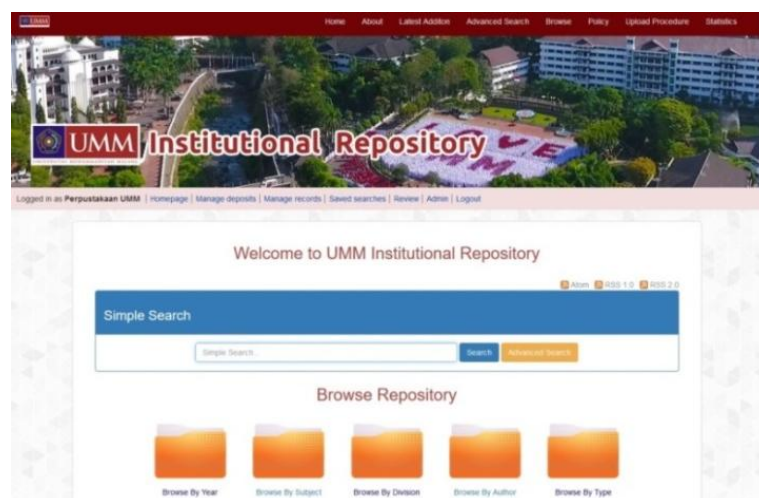 UMM
Home About Latest Additon Advanced Search Browse Policy Upload Procedure Statistics
UMM Institutional Repository
Logged in as Perpustakaan UMM | Homepage | Manage deposits | Manage records | Saved searches | Review | Admin | Logout
Welcome to UMM Institutional Repository
Atom RSS 1.0 RSS 2.0
Simple Search
Simple Search... Search Advanced Search
Browse Repository
Browse By Year Browse By Subject Browse By Division Browse By Author Browse By Type